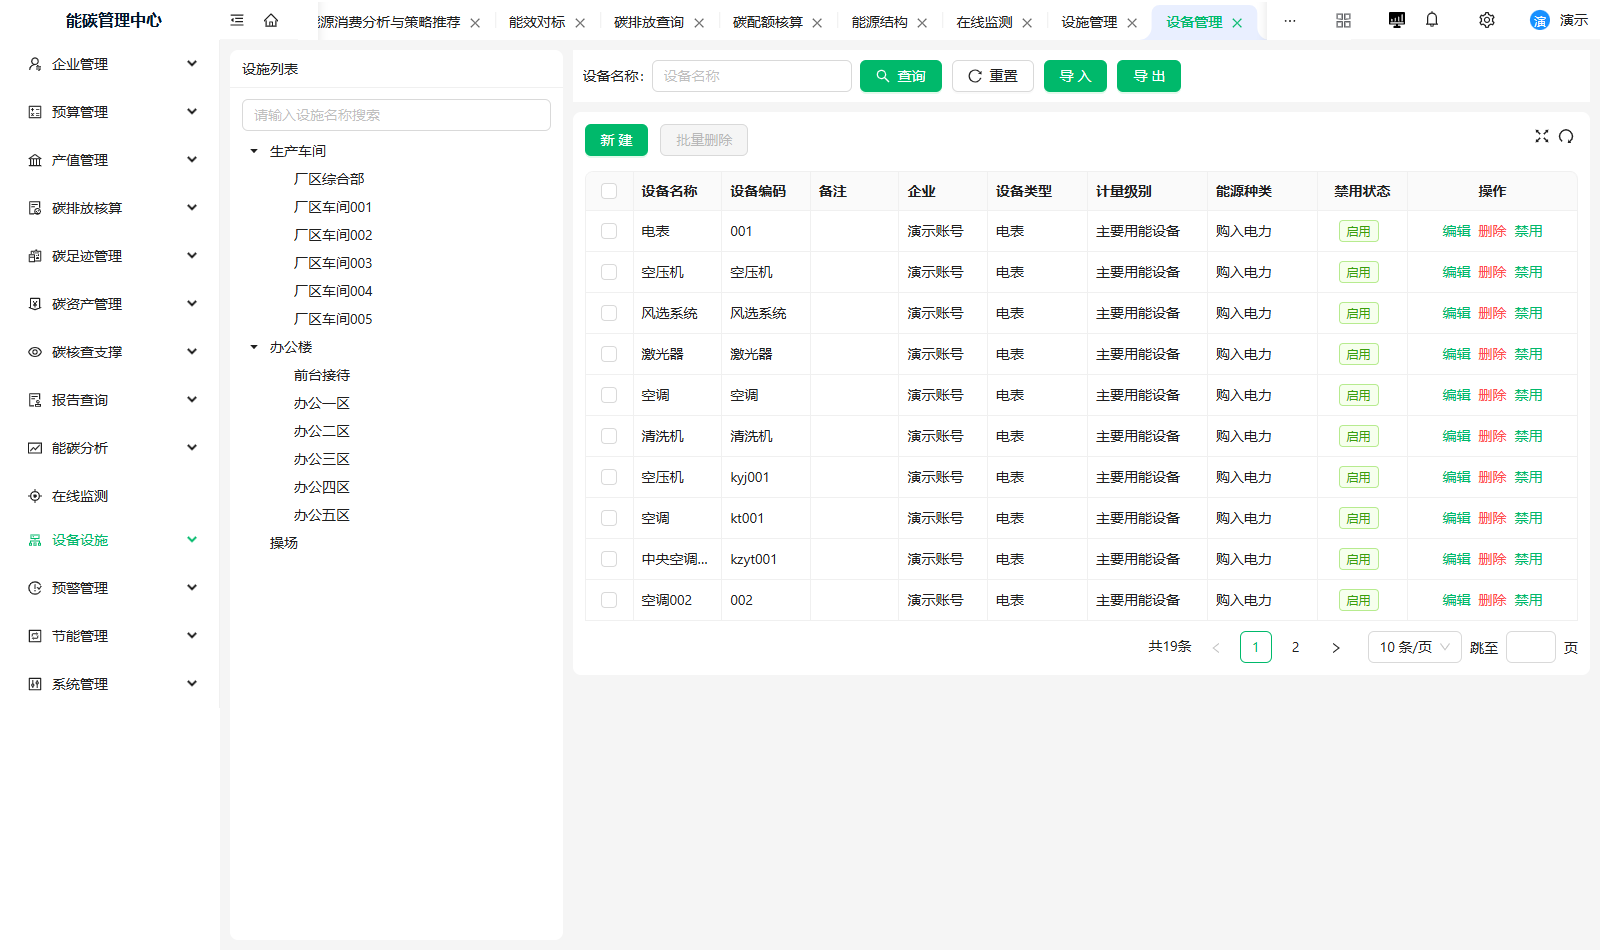 能碳管理中心
能源消费分析与策略推荐
能效对标
碳排放查询
碳配额核算
能源结构
在线监测
设施管理
设备管理
演
演示
企业管理
预算管理
产值管理
碳排放核算
碳足迹管理
碳资产管理
碳核查支撑
报告查询
能碳分析
在线监测
设备设施
预警管理
节能管理
系统管理
设施列表
请输入设施名称搜索
生产车间
厂区综合部
厂区车间001
厂区车间002
厂区车间003
厂区车间004
厂区车间005
办公楼
前台接待
办公一区
办公二区
办公三区
办公四区
办公五区
操场
设备名称: 设备名称 查询 重置 导入 导出
新建 批量删除
设备名称 设备编码 备注 企业 设备类型 计量级别 能源种类 禁用状态 操作
电表 001 演示账号 电表 主要用能设备 购入电力 启用 编辑 删除 禁用
空压机 空压机 演示账号 电表 主要用能设备 购入电力 启用 编辑 删除 禁用
风选系统 风选系统 演示账号 电表 主要用能设备 购入电力 启用 编辑 删除 禁用
激光器 激光器 演示账号 电表 主要用能设备 购入电力 启用 编辑 删除 禁用
空调 空调 演示账号 电表 主要用能设备 购入电力 启用 编辑 删除 禁用
清洗机 清洗机 演示账号 电表 主要用能设备 购入电力 启用 编辑 删除 禁用
空压机 kyj001 演示账号 电表 主要用能设备 购入电力 启用 编辑 删除 禁用
空调 kt001 演示账号 电表 主要用能设备 购入电力 启用 编辑 删除 禁用
中央空调... kzyt001 演示账号 电表 主要用能设备 购入电力 启用 编辑 删除 禁用
空调002 002 演示账号 电表 主要用能设备 购入电力 启用 编辑 删除 禁用
共19条 < 1 2 > 10 条/页 跳至 页